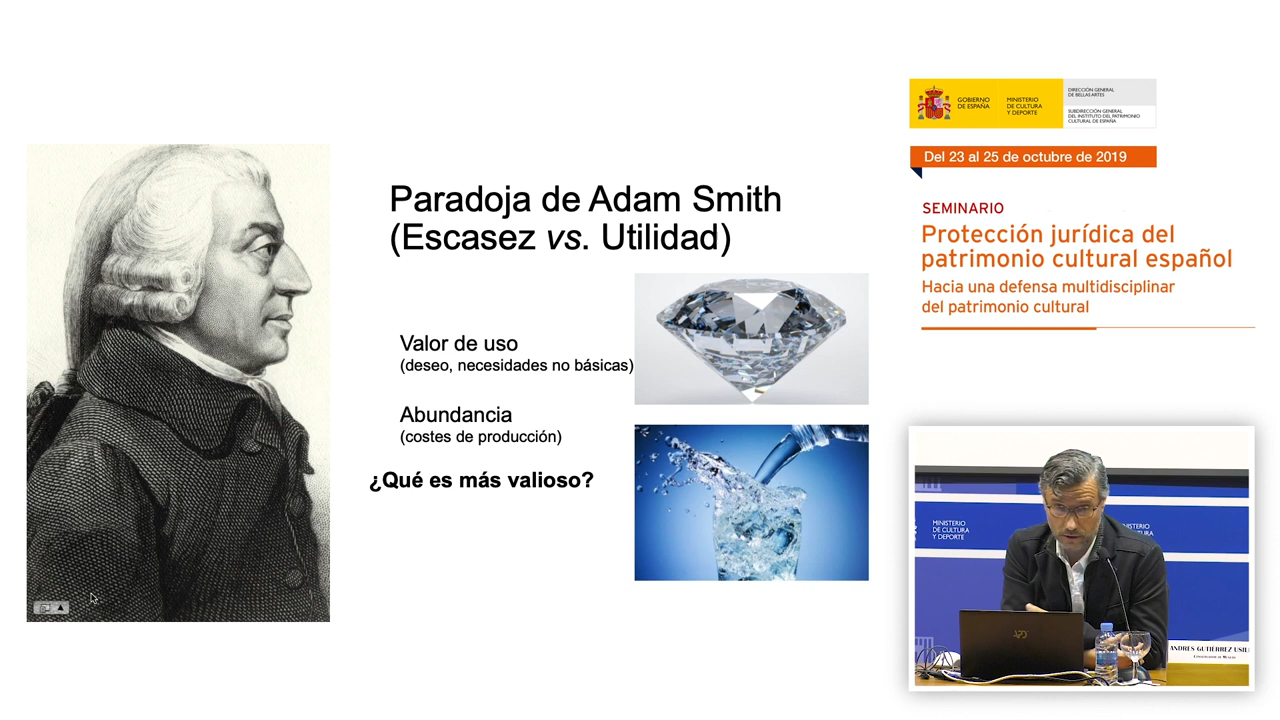 Paradoja de Adam Smith
(Escasez vs. Utilidad)
Valor de uso
(deseo, necesidades no básicas)
Abundancia
(costes de producción)
¿Qué es más valioso?
GOBIERNO
DE ESPAÑA
MINISTERIO
DE CULTURA
Y DEPORTE
DIRECCIÓN GENERAL
DE BELLAS ARTES
SUBDIRECCIÓN GENERAL
DEL INSTITUTO DEL PATRIMONIO
CULTURAL DE ESPAÑA
Del 23 al 25 de octubre de 2019
SEMINARIO
Protección jurídica del
patrimonio cultural español
Hacia una defensa multidisciplinar
del patrimonio cultural
MINISTERIO
DE CULTURA
Y DEPORTE
ANDRÉS GUTIÉRREZ
CONSERVADOR DE MUSEOS